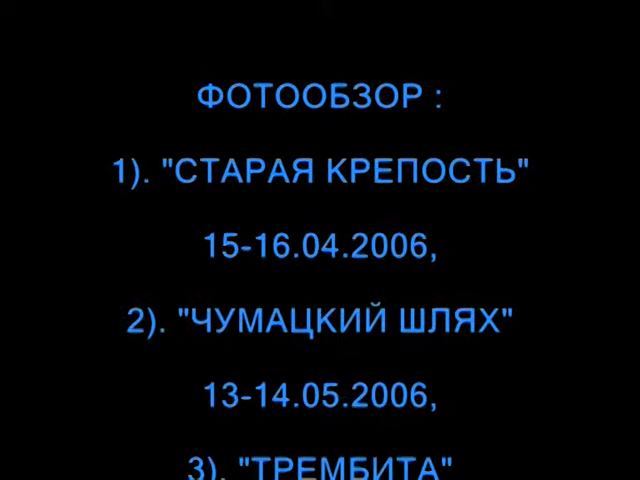 ФОТООБЗОР :
1). "СТАРАЯ КРЕПОСТЬ"
15-16.04.2006,
2). "ЧУМАЦКИЙ ШЛЯХ"
13-14.05.2006,
3). "ТРЕМБИТА"